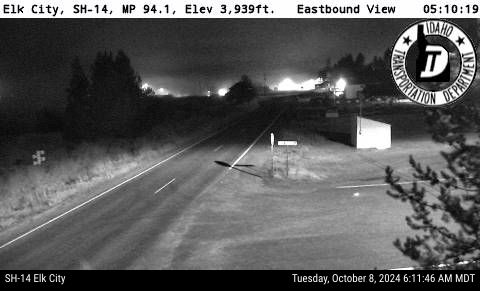 Elk City, SH-14, MP 94.1, Elev 3,939ft. Eastbound View 05:10:19
IDAHO
TRANSPORTATION DEPARTMENT
SH-14 Elk City Tuesday, October 8, 2024 6:11:46 AM MDT